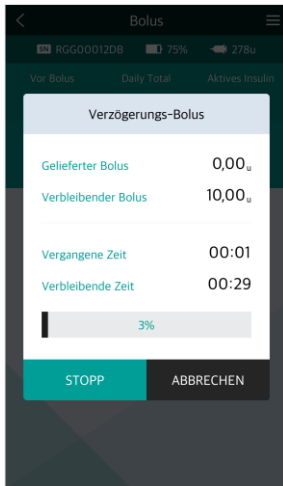 Bolus
SN RGG00012DB 75% 278u
Vor Bolus Daily Total Aktives Insulin
Verzögerungs-Bolus
Gelieferter Bolus 0,00u
Verbleibender Bolus 10,00u
Vergangene Zeit 00:01
Verbleibende Zeit 00:29
3%
STOPP ABBRECHEN